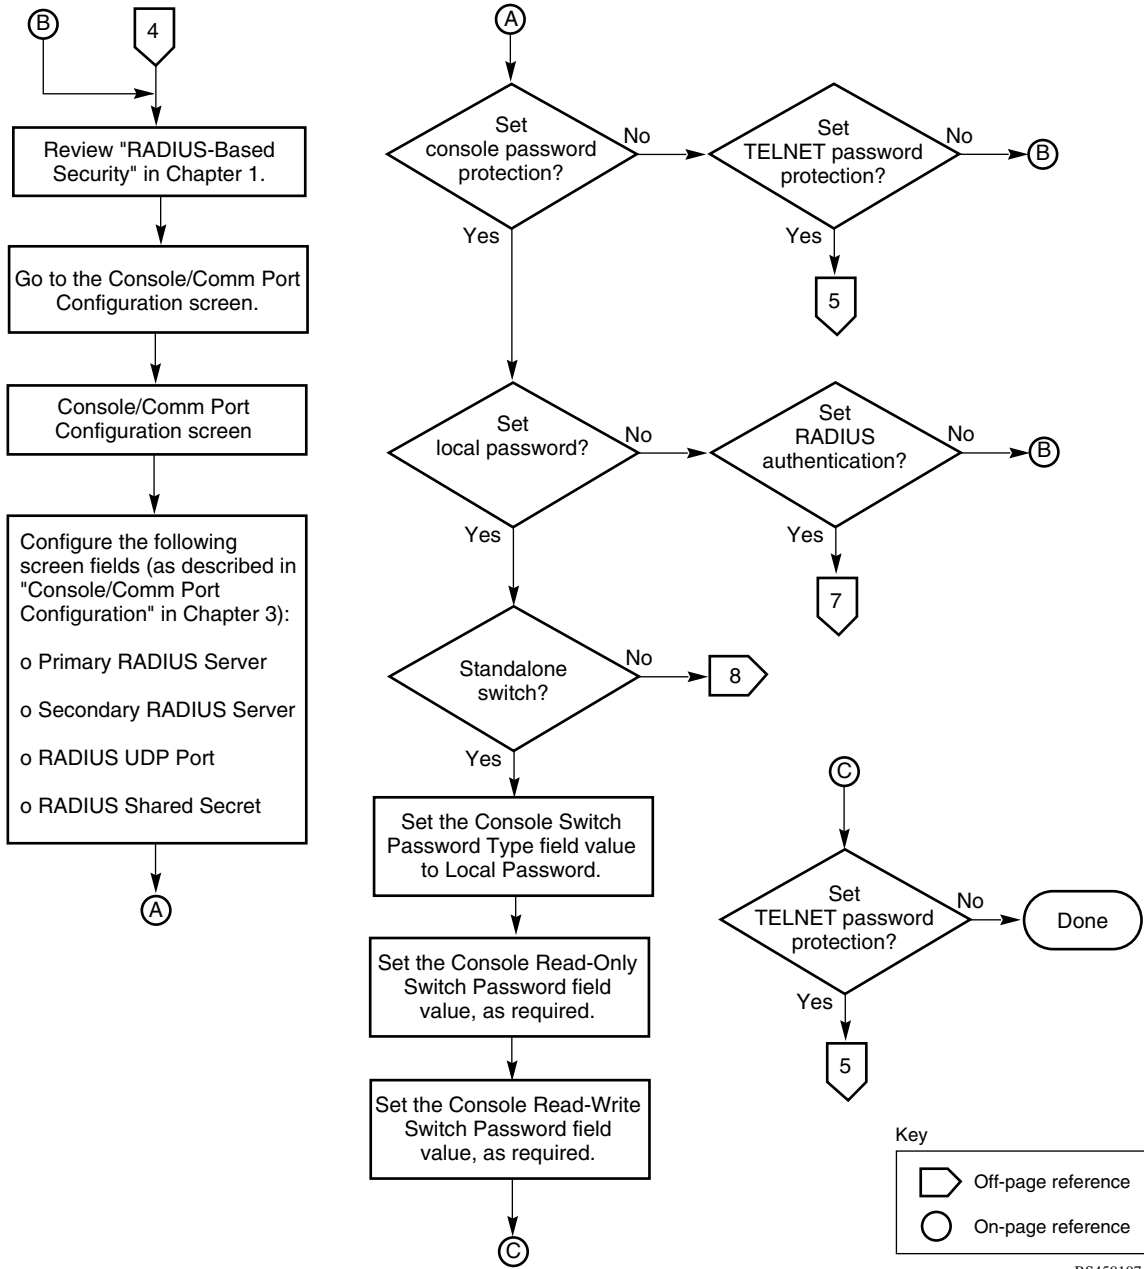 B
4
Review "RADIUS-Based
Security" in Chapter 1.
Go to the Console/Comm Port
Configuration screen.
Console/Comm Port
Configuration screen
Configure the following
screen fields (as described in
"Console/Comm Port
Configuration" in Chapter 3):
o Primary RADIUS Server
o Secondary RADIUS Server
o RADIUS UDP Port
o RADIUS Shared Secret
A
A
Set
console password
protection?
No
Set
TELNET password
protection?
No
B
Yes
Yes
5
Set
local password?
No
Set
RADIUS
authentication?
No
B
Yes
Yes
7
Standalone
switch?
No
8
Yes
Set the Console Switch
Password Type field value
to Local Password.
Set the Console Read-Only
Switch Password field
value, as required.
Set the Console Read-Write
Switch Password field
value, as required.
C
C
Set
TELNET password
protection?
No
Done
Yes
5
Key
Off-page reference
On-page reference